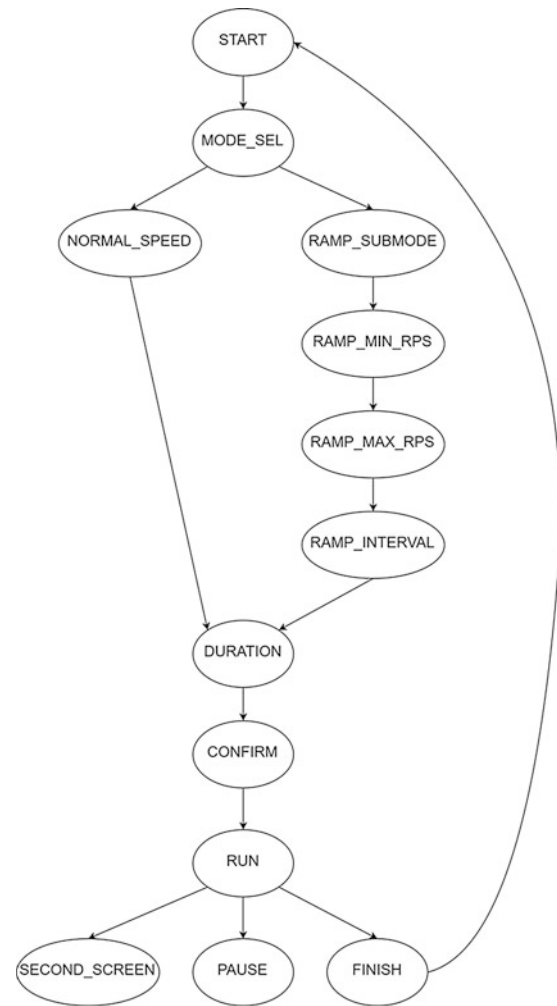 START
MODE_SEL
NORMAL_SPEED
RAMP_SUBMODE
RAMP_MIN_RPS
RAMP_MAX_RPS
RAMP_INTERVAL
DURATION
CONFIRM
RUN
SECOND_SCREEN
PAUSE
FINISH